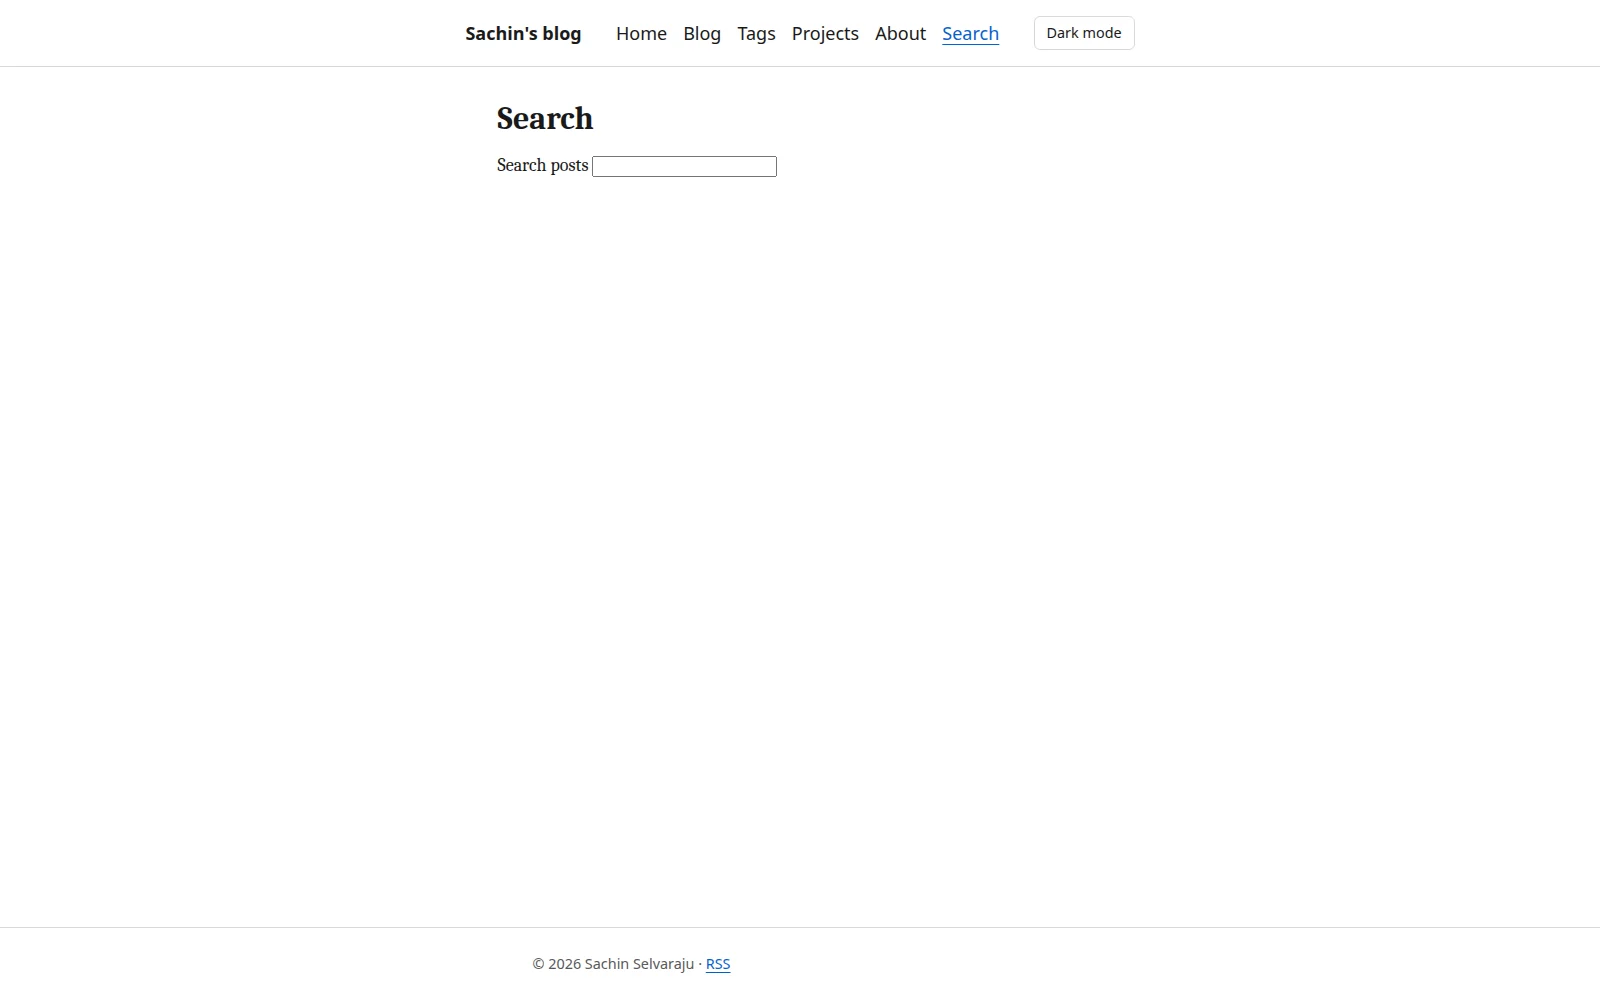 Sachin's blog Home Blog Tags Projects About Search Dark mode
Search
Search posts
© 2026 Sachin Selvaraju · RSS